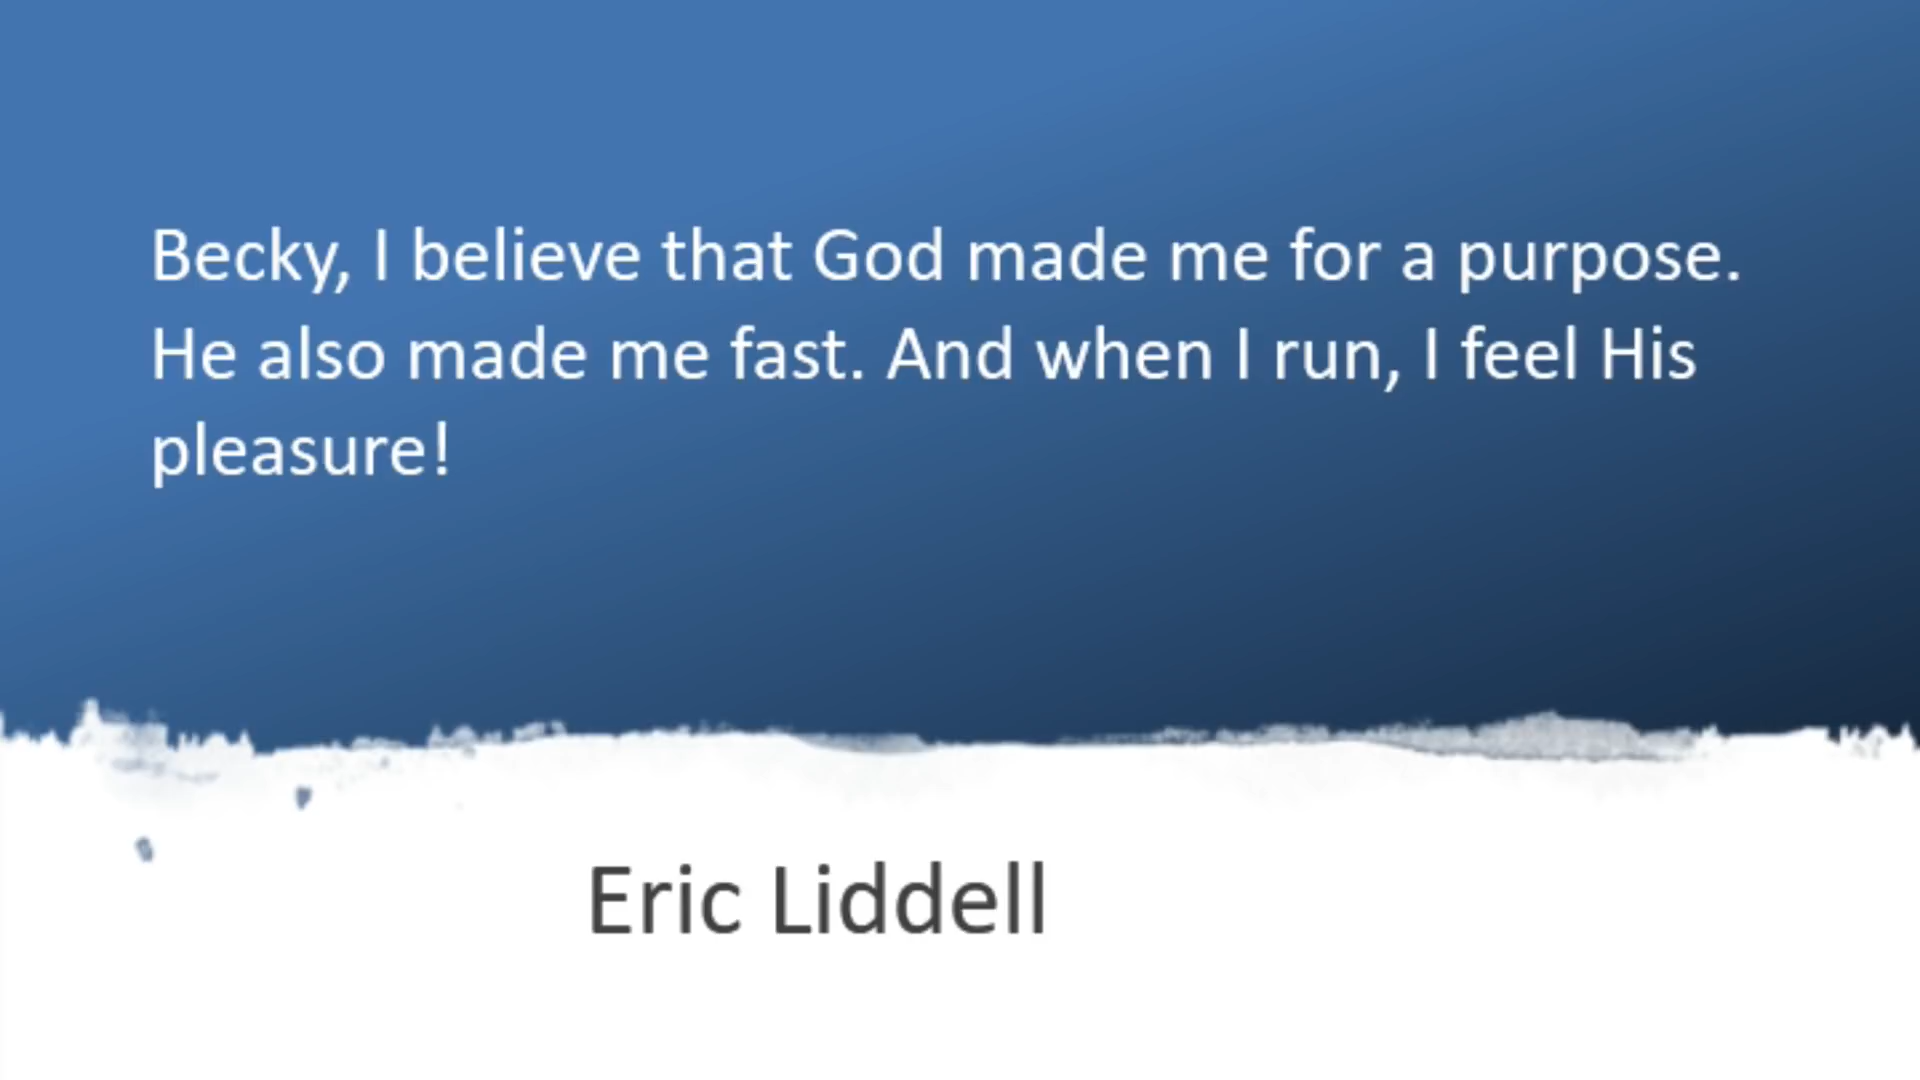 Becky, I believe that God made me for a purpose.
He also made me fast. And when I run, I feel His
pleasure!
Eric Liddell